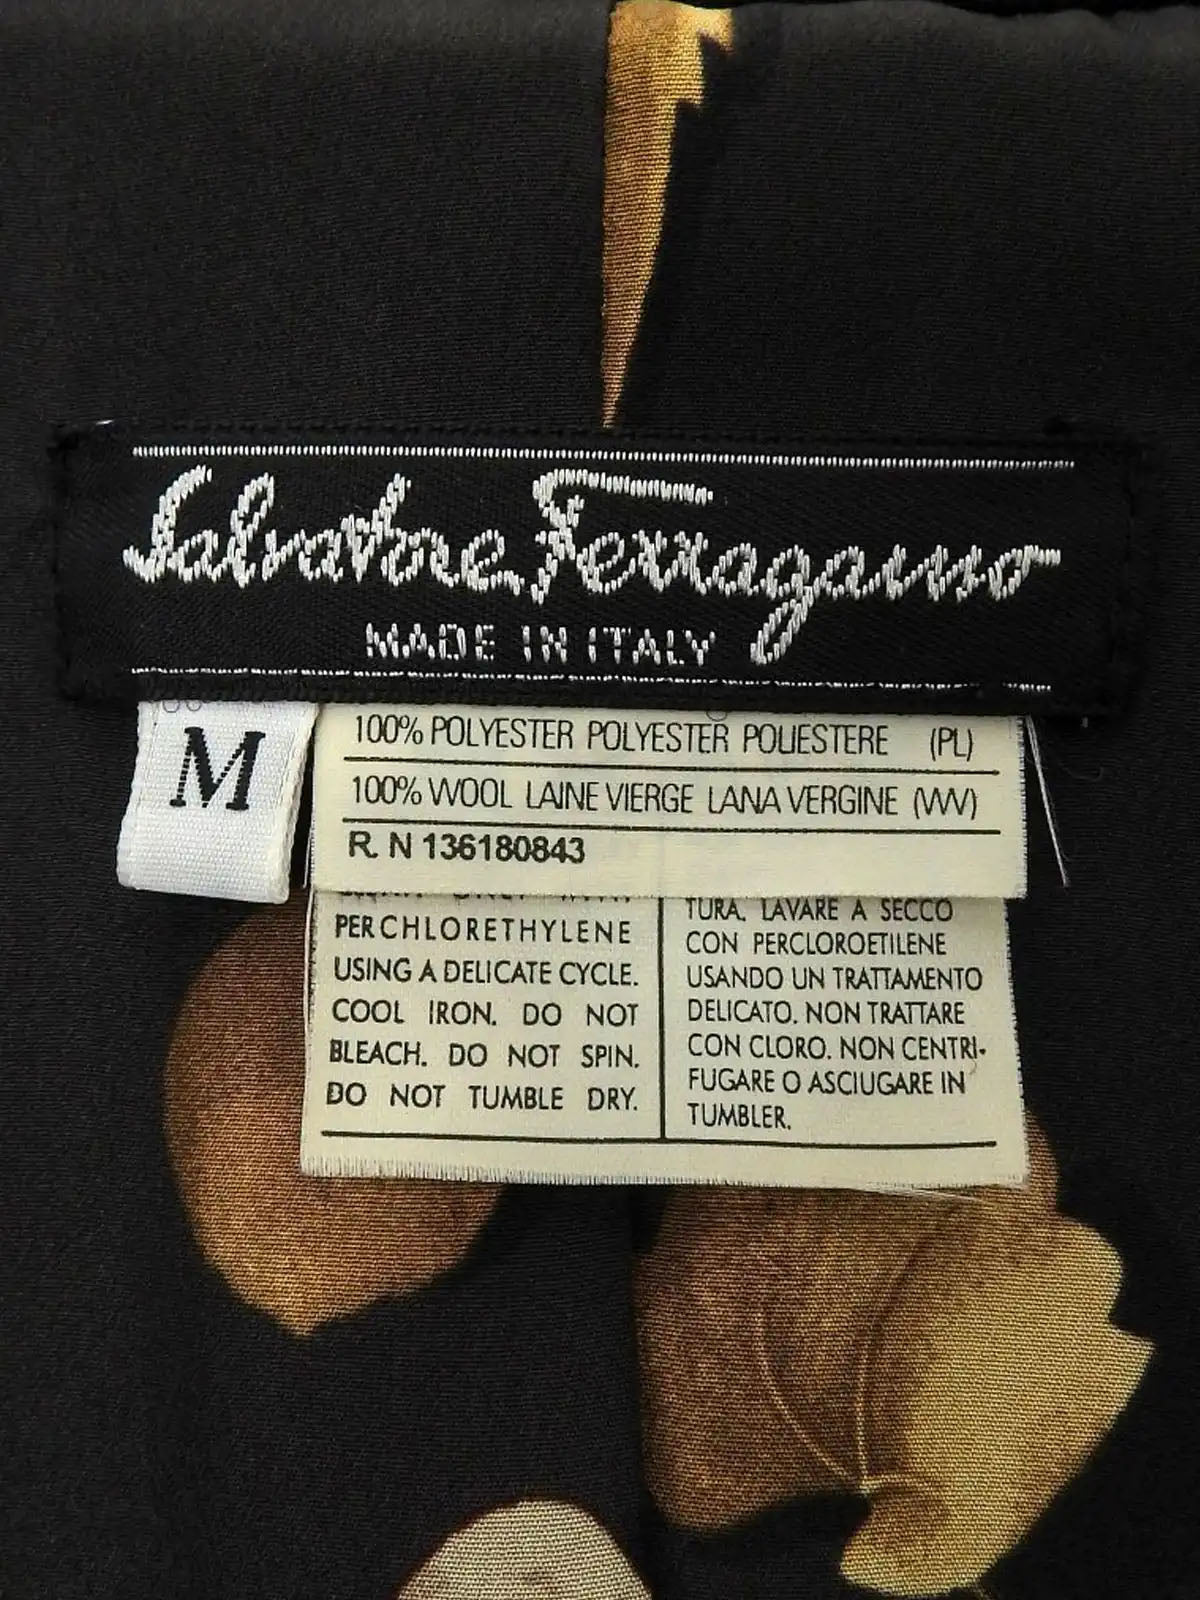 Salvatore Ferragamo
MADE IN ITALY
M
100% POLYESTER POLYESTER POLIESTERE (PL)
100% WOOL LAINE VIERGE LANA VERGINE (WV)
R. N 136180843
PERCHLORETHYLENE
USING A DELICATE CYCLE.
COOL IRON. DO NOT
BLEACH. DO NOT SPIN.
DO NOT TUMBLE DRY.
TURA. LAVARE A SECCO
CON PERCLOROETILENE
USANDO UN TRATTAMENTO
DELICATO. NON TRATTARE
CON CLORO. NON CENTRI-
FUGARE O ASCIUGARE IN
TUMBLER.